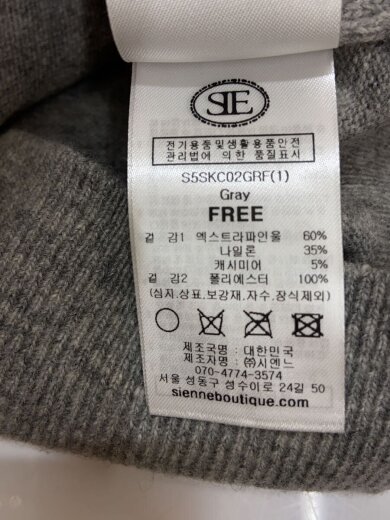 SIE
전기용품및생활용품안전
관리법에 의한 품질표시
S5SKC02GRF(1)
Gray
FREE
겉 감1 엑스트라파인울 60%
나일론 35%
캐시미어 5%
겉 감2 폴리에스터 100%
(심지.상표.보강재.자수.장식제외)
제조국명 : 대한민국
제조자명 : ㈜시엔느
070-4774-3574
서울 성동구 성수이로 24길 50
sienneboutique.com